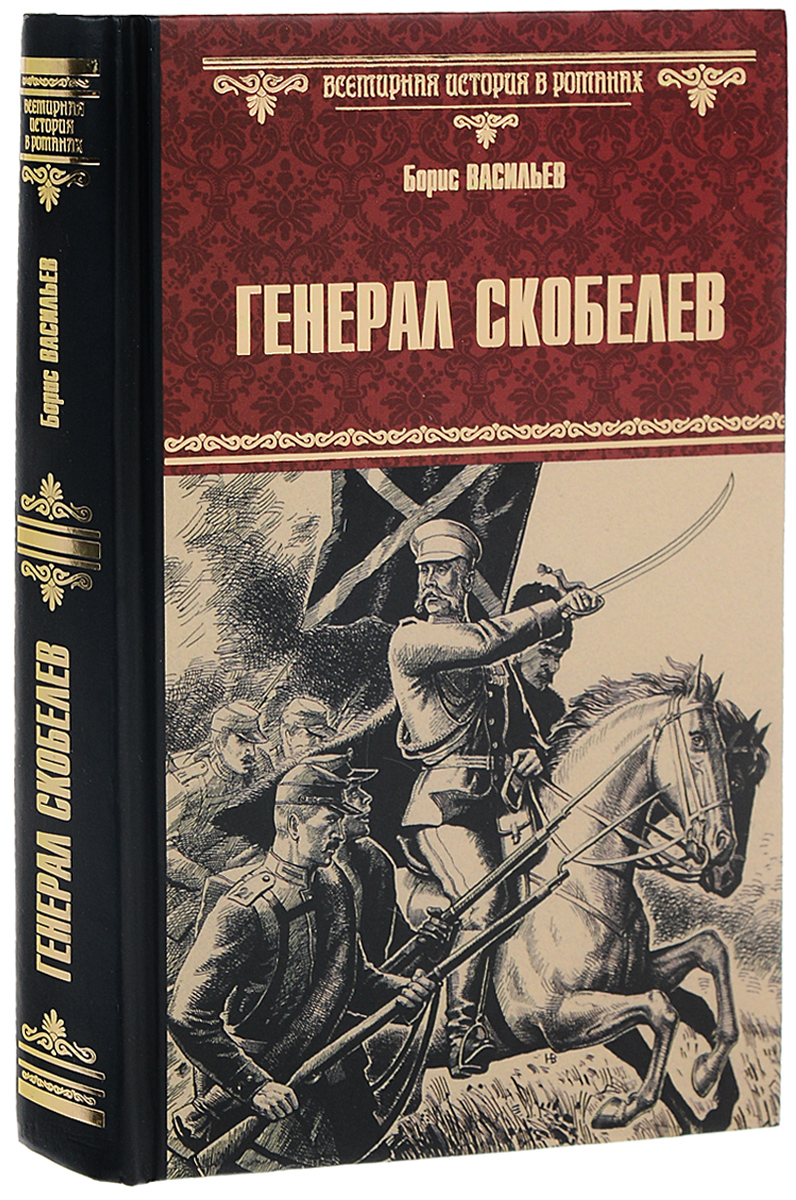 ВСЕМИРНАЯ
ИСТОРИЯ
В РОМАНАХ
Борис ВАСИЛЬЕВ
ГЕНЕРАЛ СКОБЕЛЕВ
ВСЕМИРНАЯ ИСТОРИЯ В РОМАНАХ
Борис ВАСИЛЬЕВ
ГЕНЕРАЛ СКОБЕЛЕВ